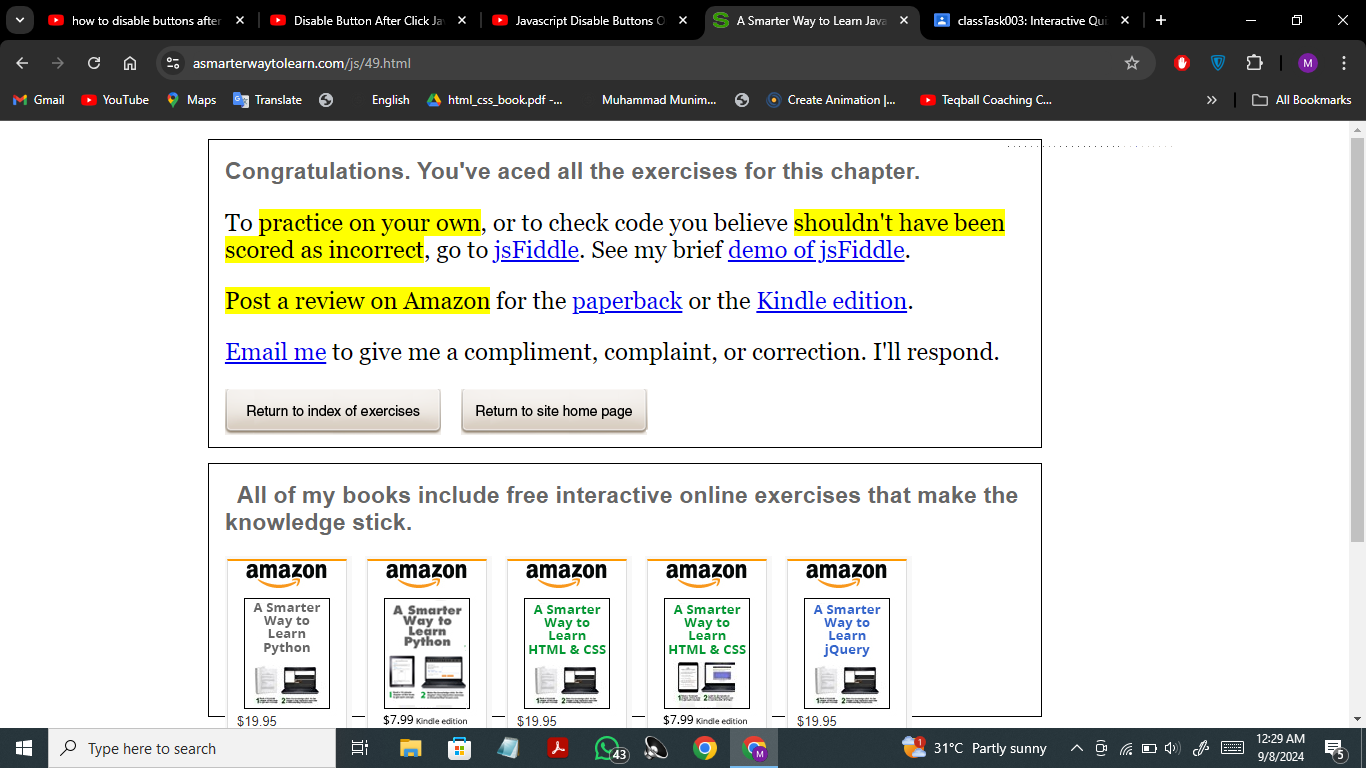 how to disable buttons after
Disable Button After Click Ja
Javascript Disable Buttons O
A Smarter Way to Learn Java
classTask003: Interactive Qui
asmarterwaytolearn.com/js/49.html
M
Gmail
YouTube
Maps
Translate
English
html_css_book.pdf -...
Muhammad Munim...
Create Animation |...
Teqball Coaching C...
»
All Bookmarks
Congratulations. You've aced all the exercises for this chapter.
To practice on your own, or to check code you believe shouldn't have been
scored as incorrect, go to jsFiddle. See my brief demo of jsFiddle.
Post a review on Amazon for the paperback or the Kindle edition.
Email me to give me a compliment, complaint, or correction. I'll respond.
Return to index of exercises
Return to site home page
All of my books include free interactive online exercises that make the
knowledge stick.
amazon
amazon
amazon
amazon
amazon
A Smarter
Way to
Learn
Python
A Smarter
Way to
Learn
Python
A Smarter
Way to
Learn
HTML & CSS
A Smarter
Way to
Learn
HTML & CSS
A Smarter
Way to
Learn
jQuery
$19.95
$7.99 Kindle edition
$19.95
$7.99 Kindle edition
$19.95
Type here to search
43
M
1
31°C Partly sunny
12:29 AM
9/8/2024
5